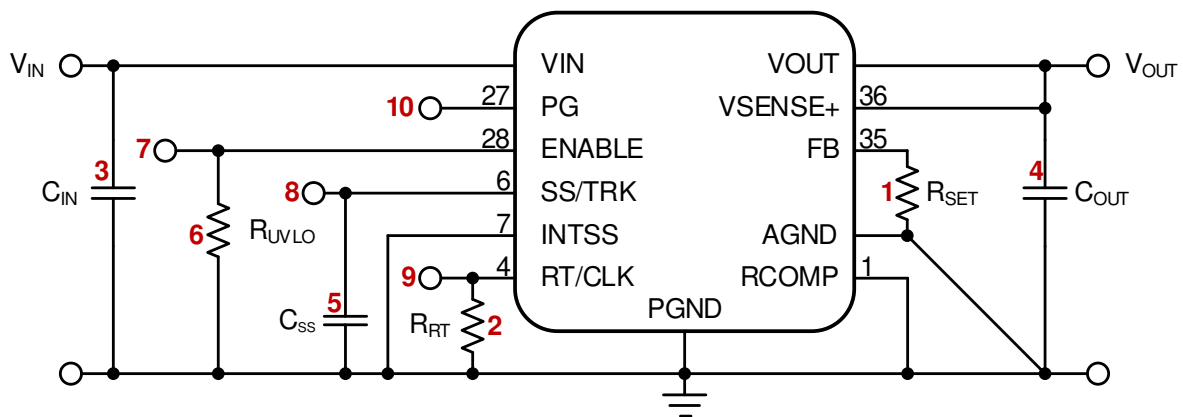 VIN
VIN
VOUT
VOUT
10
27
PG
VSENSE+
36
7
28
ENABLE
FB
35
3
CIN
8
6
SS/TRK
1
RSET
4
COUT
6
RUVLO
7
INTSS
AGND
9
4
RT/CLK
RCOMP
1
5
CSS
RRT
2
PGND